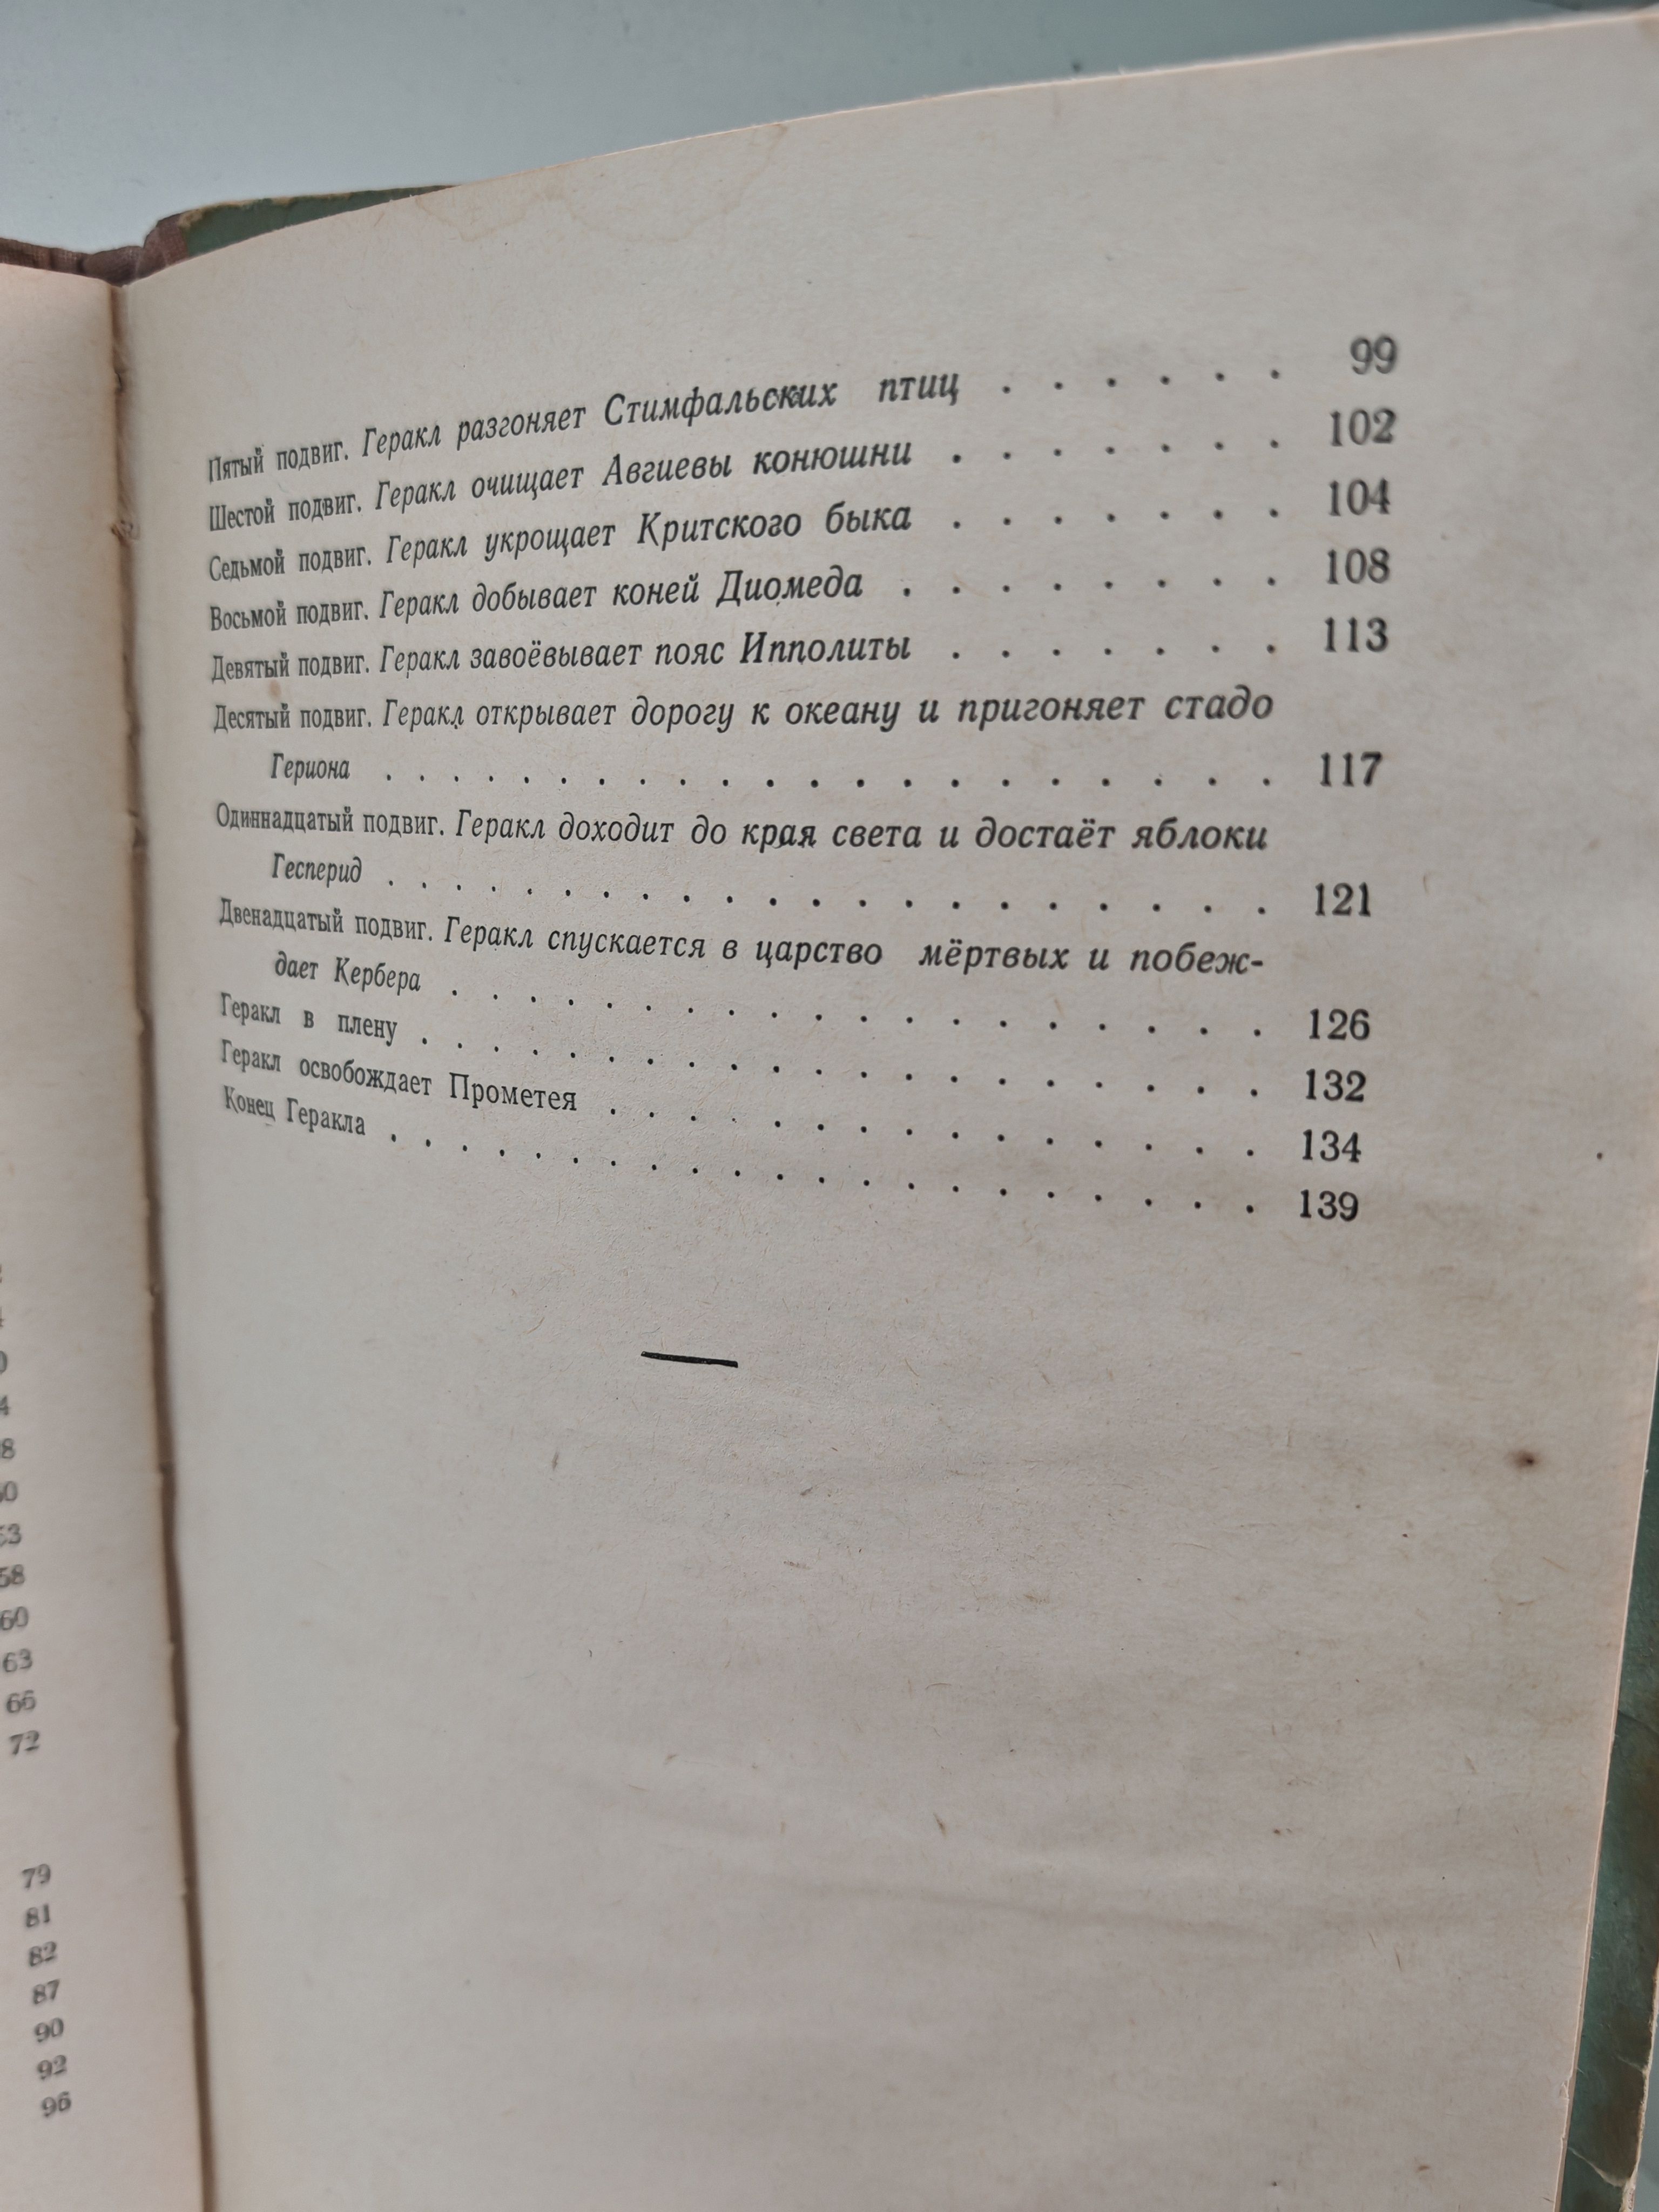 Пятый подвиг. Геракл разгоняет Стимфальских птиц . . . . . . 99
Шестой подвиг. Геракл очищает Авгиевы конюшни . . . . . . . 102
Седьмой подвиг. Геракл укрощает Критского быка . . . . . . . 104
Восьмой подвиг. Геракл добывает коней Диомеда . . . . . . . . 108
Девятый подвиг. Геракл завоёвывает пояс Ипполиты . . . . . . . 113
Десятый подвиг. Геракл открывает дорогу к океану и пригоняет стадо
Гериона . . . . . . . . . . . . . . . . . . . . 117
Одиннадцатый подвиг. Геракл доходит до края света и достаёт яблоки
Гесперид . . . . . . . . . . . . . . . . . . . . 121
Двенадцатый подвиг. Геракл спускается в царство мёртвых и побеж-
дает Кербера . . . . . . . . . . . . . . . . . . 126
Геракл в плену . . . . . . . . . . . . . . . . . . . 132
Геракл освобождает Прометея . . . . . . . . . . . . . . 134
Конец Геракла . . . . . . . . . . . . . . . . . . . . 139
60
63
66
72
79
81
82
87
90
92
96